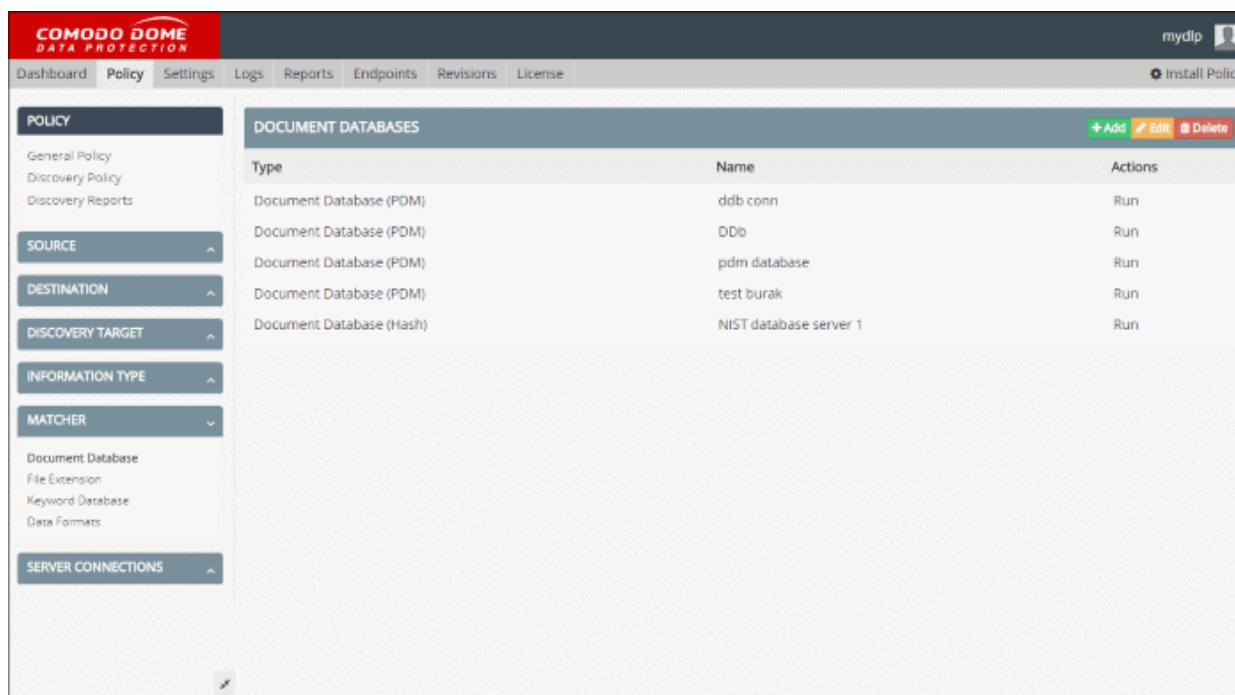 COMODO DOME
DATA PROTECTION
mydlp
Dashboard Policy Settings Logs Reports Endpoints Revisions License Install Polic
POLICY
General Policy
Discovery Policy
Discovery Reports
SOURCE
DESTINATION
DISCOVERY TARGET
INFORMATION TYPE
MATCHER
Document Database
File Extension
Keyword Database
Data Formats
SERVER CONNECTIONS
DOCUMENT DATABASES +Add Edit Delete
Type Name Actions
Document Database (PDM) ddb conn Run
Document Database (PDM) DDb Run
Document Database (PDM) pdm database Run
Document Database (PDM) test burak Run
Document Database (Hash) NIST database server 1 Run